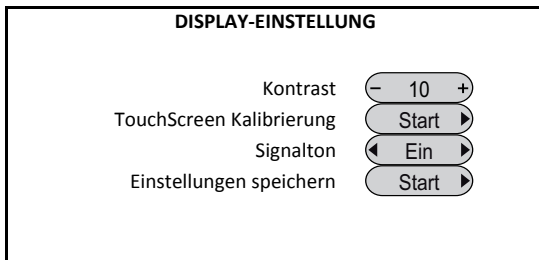 DISPLAY-EINSTELLUNG
Kontrast − 10 +
TouchScreen Kalibrierung Start
Signalton Ein
Einstellungen speichern Start